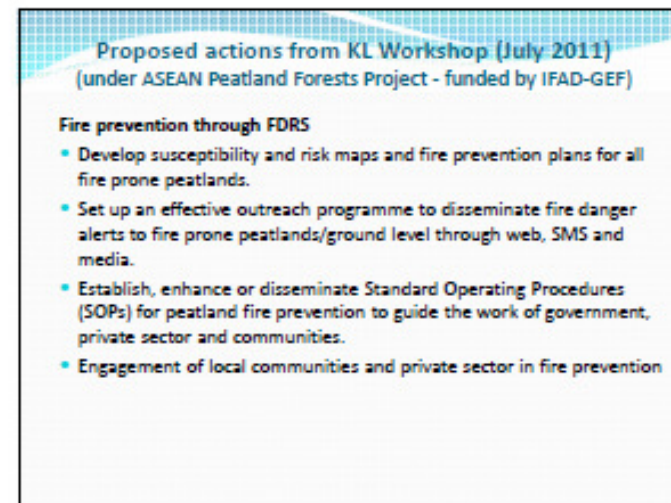 Proposed actions from KL Workshop (July 2011)
(under ASEAN Peatland Forests Project - funded by IFAD-GEF)
Fire prevention through FDRS
• Develop susceptibility and risk maps and fire prevention plans for all
fire prone peatlands.
• Set up an effective outreach programme to disseminate fire danger
alerts to fire prone peatlands/ground level through web, SMS and
media.
• Establish, enhance or disseminate Standard Operating Procedures
(SOPs) for peatland fire prevention to guide the work of government,
private sector and communities.
• Engagement of local communities and private sector in fire prevention